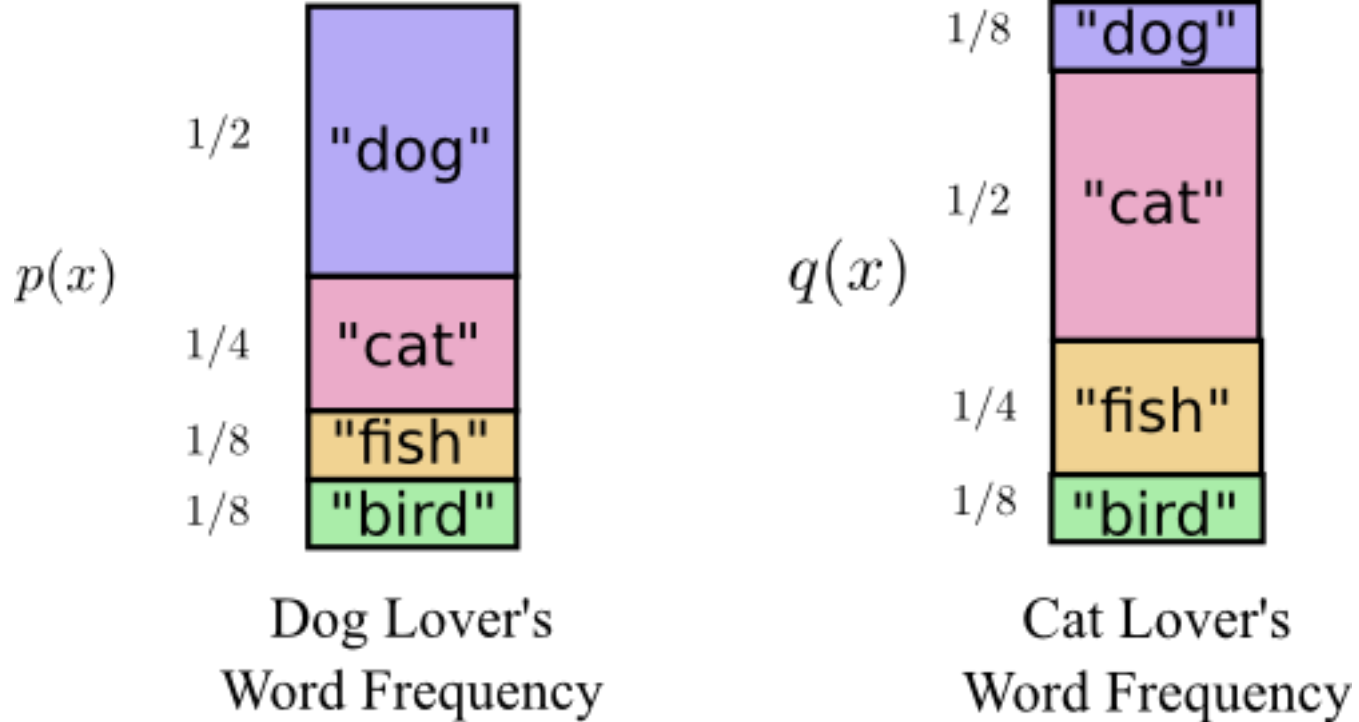 p(x)
1/2
"dog"
1/4
"cat"
1/8
"fish"
1/8
"bird"
Dog Lover's
Word Frequency
q(x)
1/8
"dog"
1/2
"cat"
1/4
"fish"
1/8
"bird"
Cat Lover's
Word Frequency